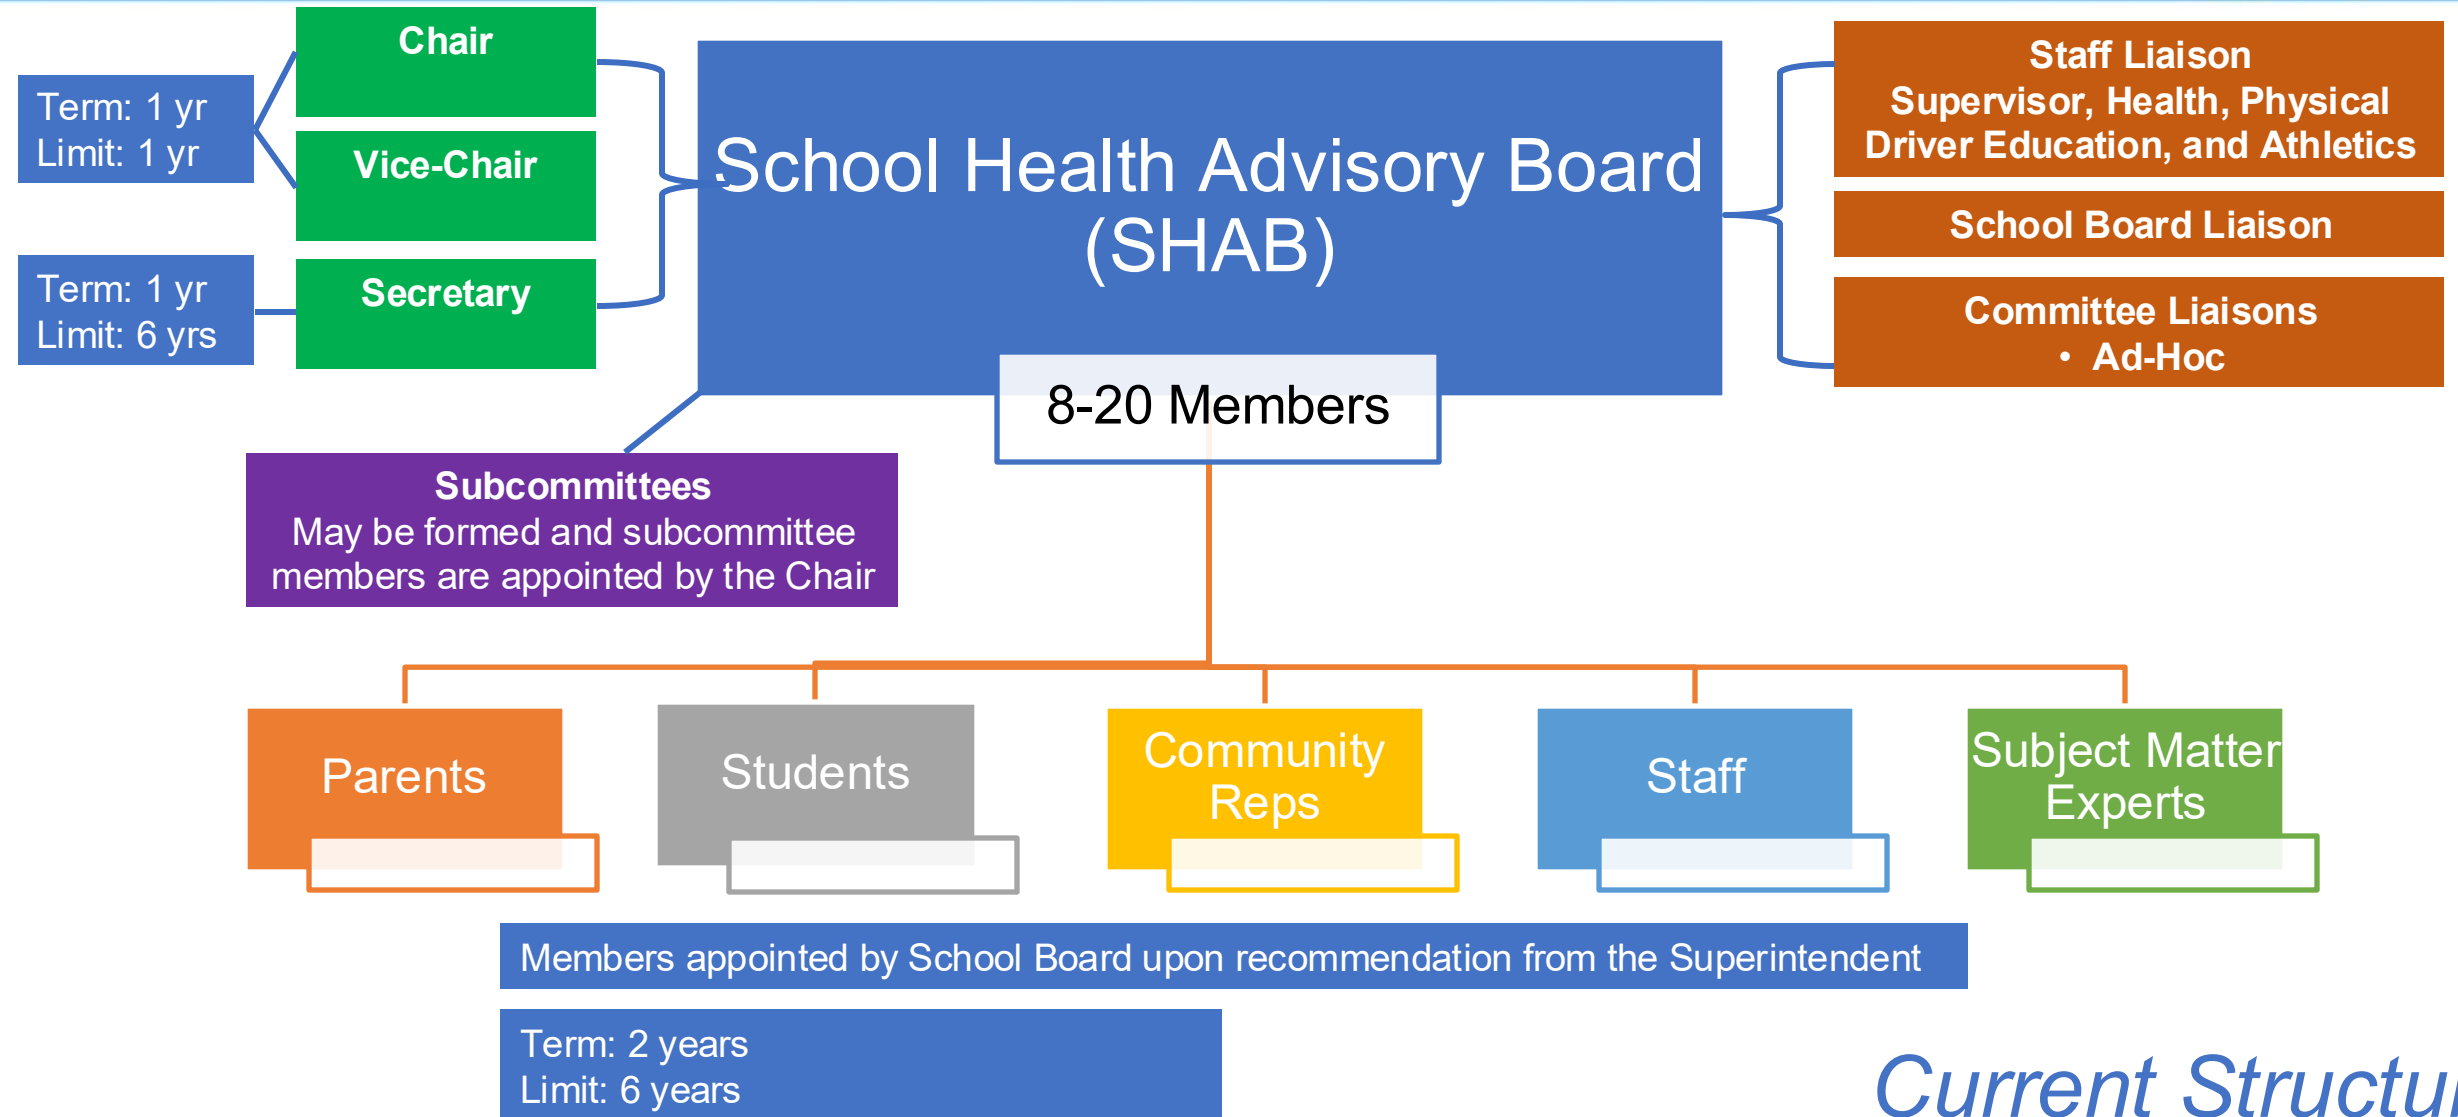 Chair
Term: 1 yr
Limit: 1 yr
Vice-Chair
Term: 1 yr
Limit: 6 yrs
Secretary
School Health Advisory Board
(SHAB)
8-20 Members
Staff Liaison
Supervisor, Health, Physical
Driver Education, and Athletics
School Board Liaison
Committee Liaisons
• Ad-Hoc
Subcommittees
May be formed and subcommittee
members are appointed by the Chair
Parents
Students
Community
Reps
Staff
Subject Matter
Experts
Members appointed by School Board upon recommendation from the Superintendent
Term: 2 years
Limit: 6 years
Current